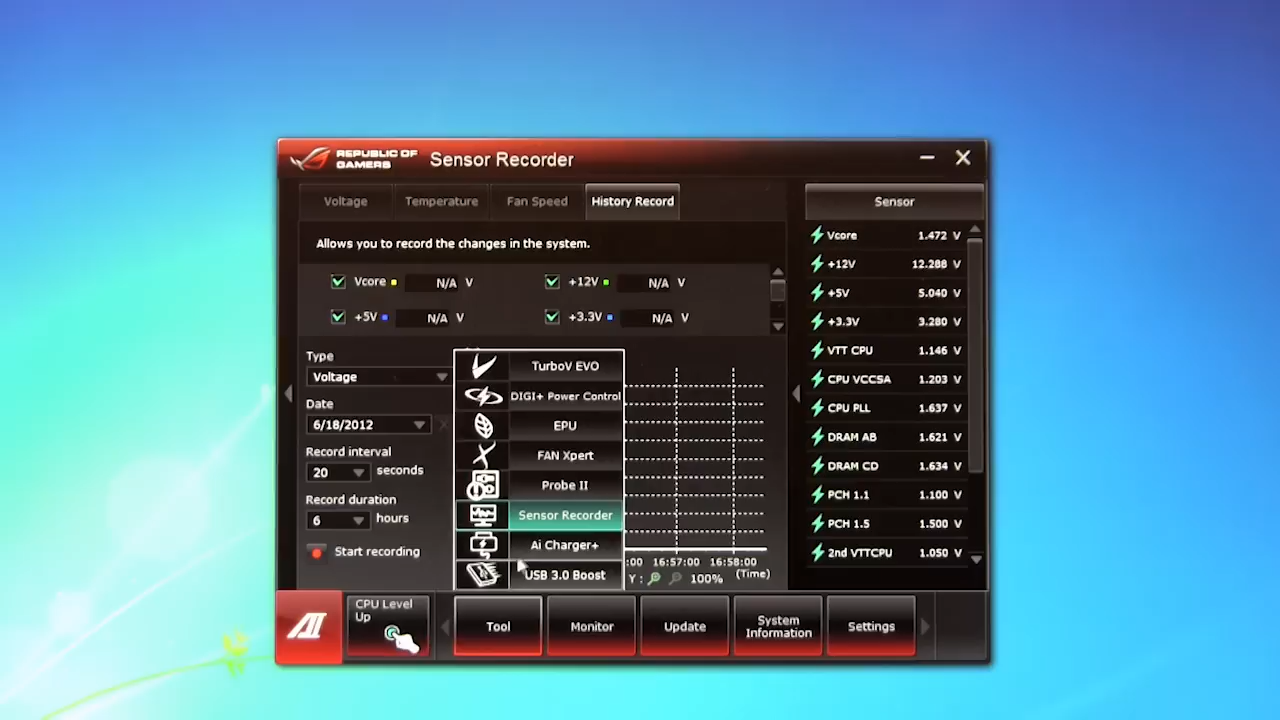 REPUBLIC OF
GAMERS
Sensor Recorder
Voltage
Temperature
Fan Speed
History Record
Allows you to record the changes in the system.
Vcore N/A V
+12V N/A V
+5V N/A V
+3.3V N/A V
Type
Voltage
Date
6/18/2012
Record interval
20 seconds
Record duration
6 hours
Start recording
TurboV EVO
DIGI+ Power Control
EPU
FAN Xpert
Probe II
Sensor Recorder
Ai Charger+
USB 3.0 Boost
:00 16:57:00 16:58:00
Y : 100% (Time)
Sensor
Vcore 1.472 V
+12V 12.288 V
+5V 5.040 V
+3.3V 3.280 V
VTT CPU 1.146 V
CPU VCCSA 1.203 V
CPU PLL 1.637 V
DRAM AB 1.621 V
DRAM CD 1.634 V
PCH 1.1 1.100 V
PCH 1.5 1.500 V
2nd VTTCPU 1.050 V
AI
CPU Level
Up
Tool
Monitor
Update
System
Information
Settings